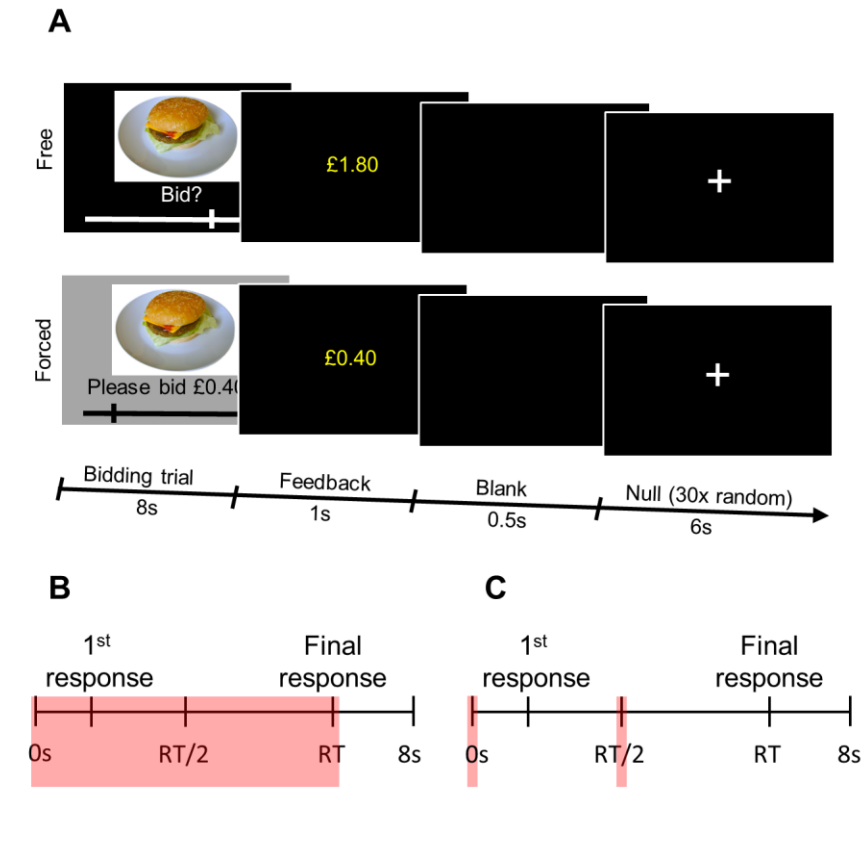 A
Free
Bid?
£1.80
+
Forced
Please bid £0.40
£0.40
+
Bidding trial
Feedback
Blank
Null (30x random)
8s
1s
0.5s
6s
B
C
1st response
Final response
0s
RT/2
RT
8s
1st response
Final response
0s
RT/2
RT
8s